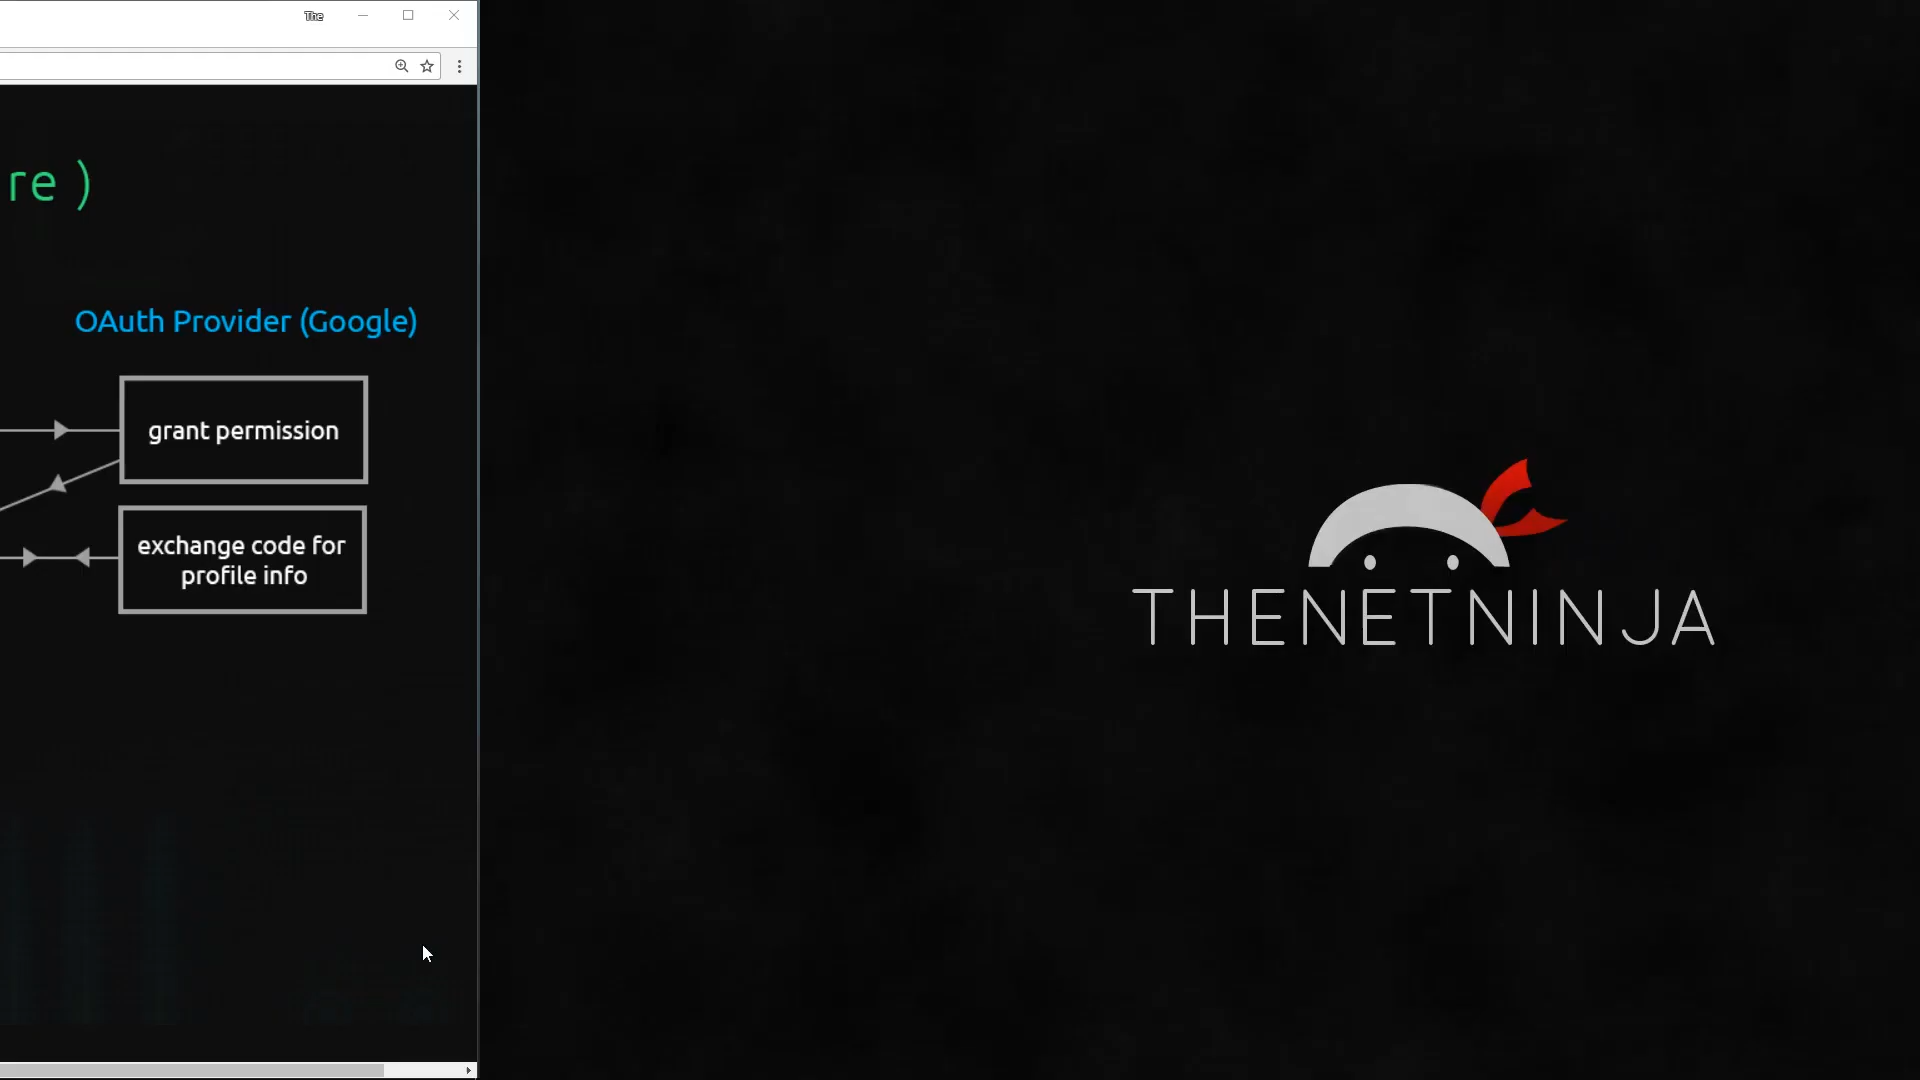 The
re )
OAuth Provider (Google)
grant permission
exchange code for
profile info
THENETNINJA